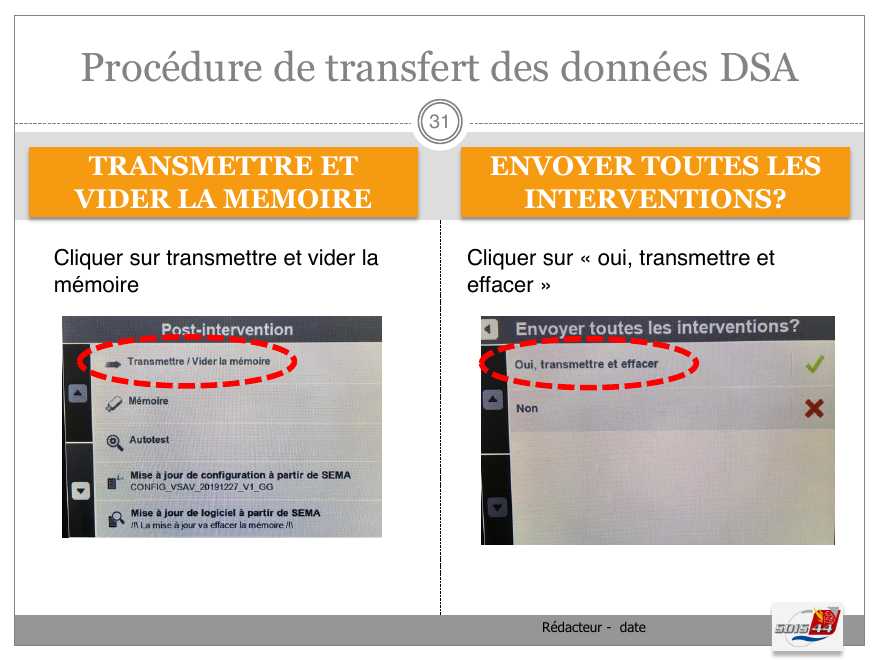 Procédure de transfert des données DSA
31
TRANSMETTRE ET
VIDER LA MEMOIRE
ENVOYER TOUTES LES
INTERVENTIONS?
Cliquer sur transmettre et vider la
mémoire
Cliquer sur « oui, transmettre et
effacer »
Post-intervention
Transmettre / Vider la mémoire
Mémoire
Autotest
Mise à jour de configuration à partir de SEMA
CONFIG_VSAV_20191227_V1_GG
Mise à jour de logiciel à partir de SEMA
/!\ La mise à jour va effacer la mémoire /!\
Envoyer toutes les interventions?
Oui, transmettre et effacer
Non
Rédacteur - date
SDIS 44